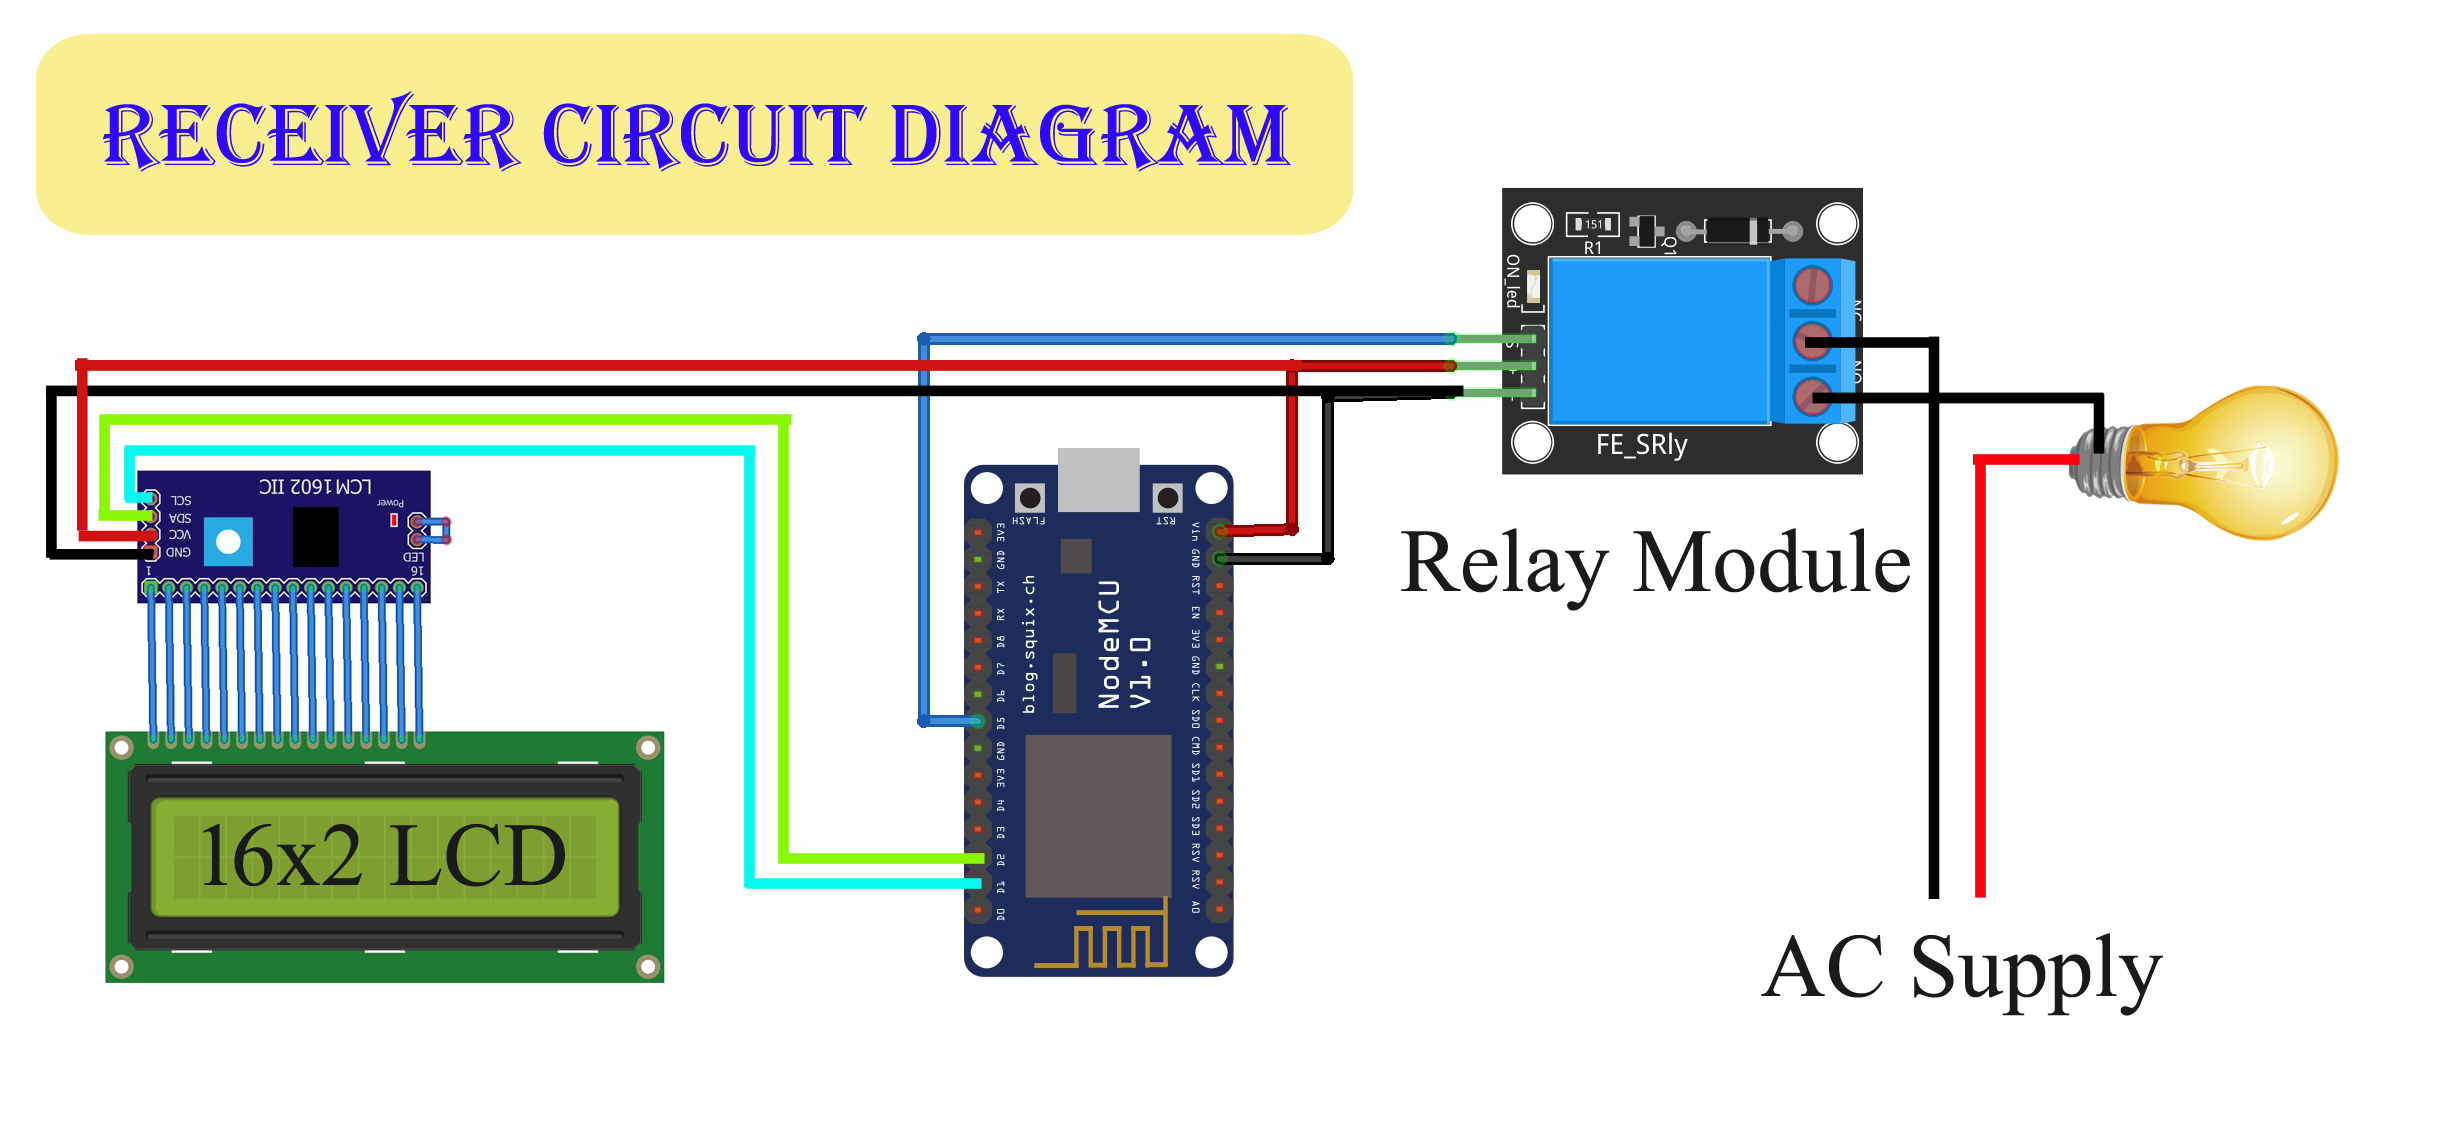 RECEIVER CIRCUIT DIAGRAM
151
R1
Q1
ON_led
S
+
-
NC
NO
FE_SRly
Relay Module
AC Supply
LCM1602 IIC
Power
SCL
SDA
VCC
GND
LED
1
16
16x2 LCD
FLASH
RST
3V3
GND
TX
RX
D8
D7
D6
D5
GND
3V3
D4
D3
D2
D1
D0
blog.squix.ch
NodeMCU
V1.0
Vin
GND
RST
EN
3V3
GND
CLK
SD0
CMD
SD1
SD2
SD3
RSV
RSV
A0